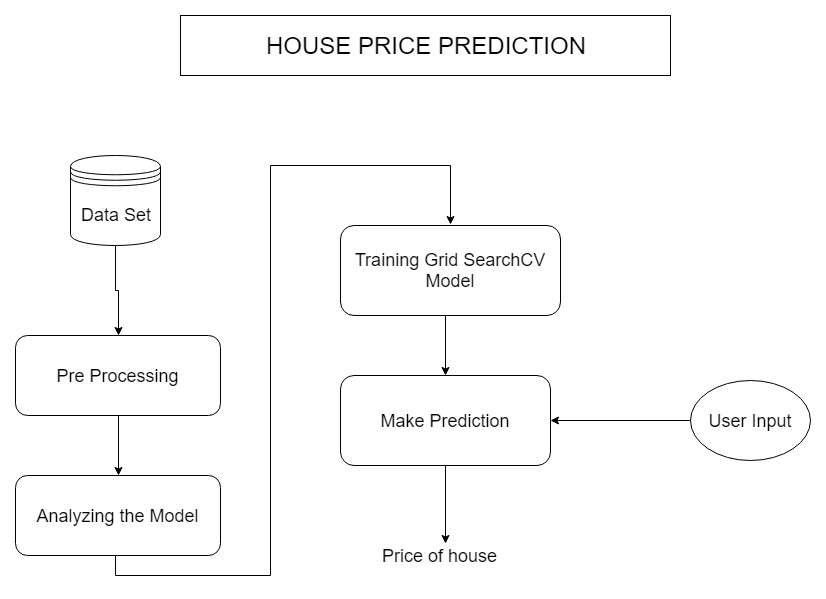 HOUSE PRICE PREDICTION
Data Set
Pre Processing
Analyzing the Model
Training Grid SearchCV
Model
Make Prediction
User Input
Price of house